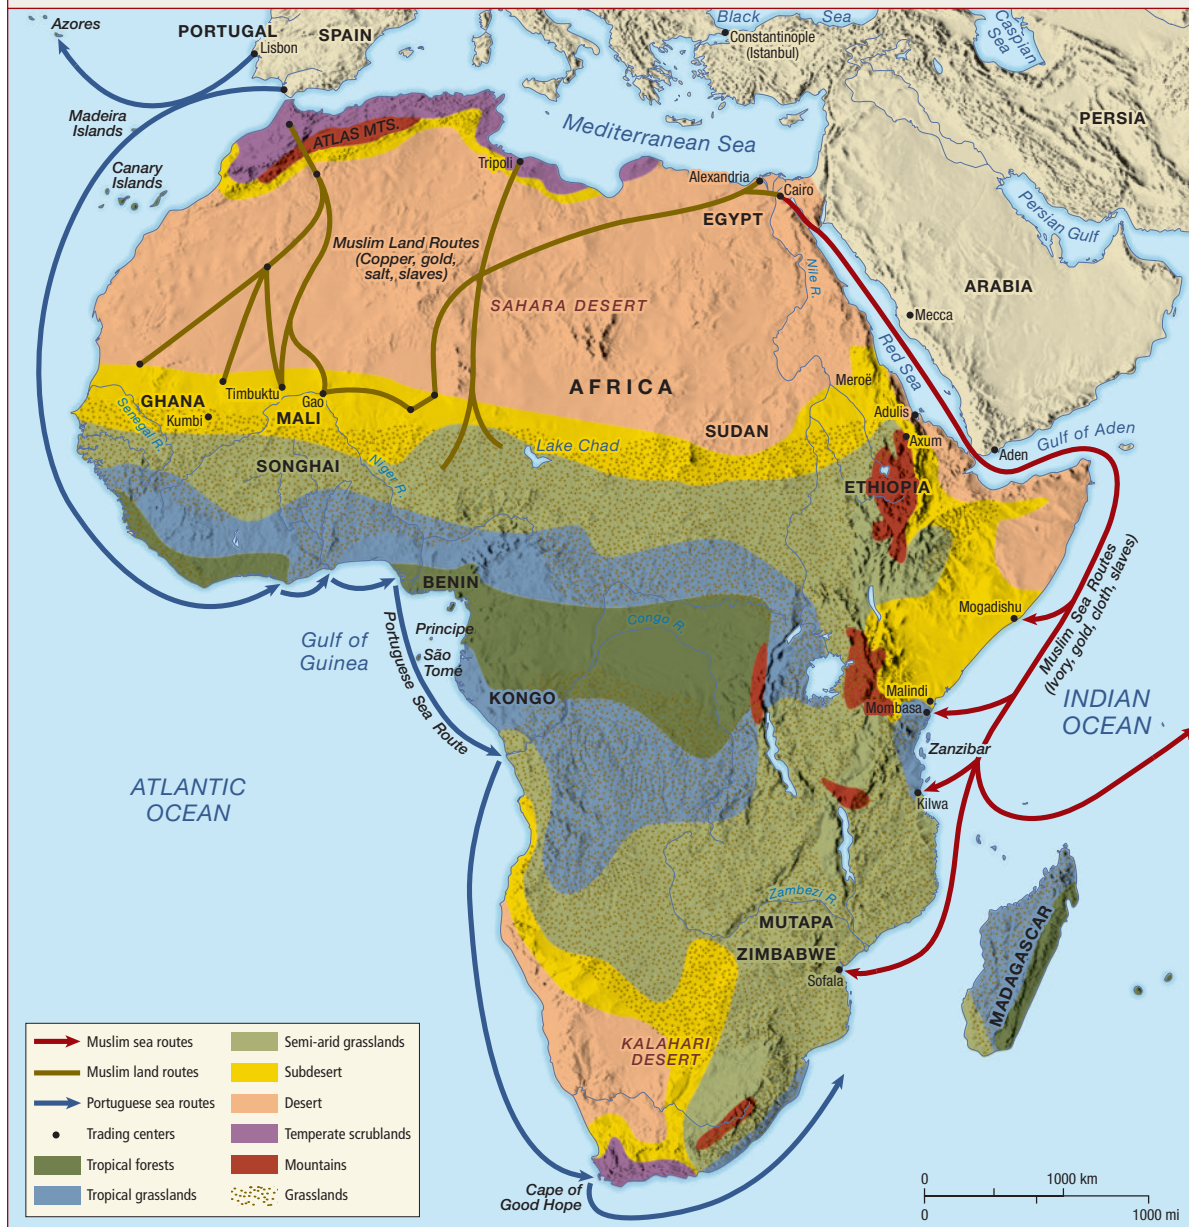 Azores
PORTUGAL
SPAIN
Lisbon
Black
Sea
Constantinople
(Istanbul)
Caspian
Sea
Madeira
Islands
Canary
Islands
ATLAS MTS.
Mediterranean Sea
PERSIA
Tripoli
Alexandria
Cairo
EGYPT
Persian Gulf
Muslim Land Routes
(Copper, gold,
salt, slaves)
Nile R.
ARABIA
SAHARA DESERT
Mecca
Red Sea
AFRICA
Meroë
GHANA
Timbuktu
Gao
Kumbi
MALI
Senegal R.
Adulis
SUDAN
Axum
Gulf of Aden
Lake Chad
Aden
SONGHAI
Niger R.
ETHIOPIA
Muslim Sea Routes
(Ivory, gold, cloth, slaves)
BENIN
Mogadishu
Gulf of
Guinea
Principe
São
Tomé
Congo R.
Portuguese Sea Route
KONGO
Malindi
Mombasa
INDIAN
OCEAN
Zanzibar
ATLANTIC
OCEAN
Kilwa
Zambezi R.
MUTAPA
ZIMBABWE
Sofala
MADAGASCAR
KALAHARI
DESERT
Cape of
Good Hope
Muslim sea routes
Muslim land routes
Portuguese sea routes
Trading centers
Tropical forests
Tropical grasslands
Semi-arid grasslands
Subdesert
Desert
Temperate scrublands
Mountains
Grasslands
0
1000 km
0
1000 mi